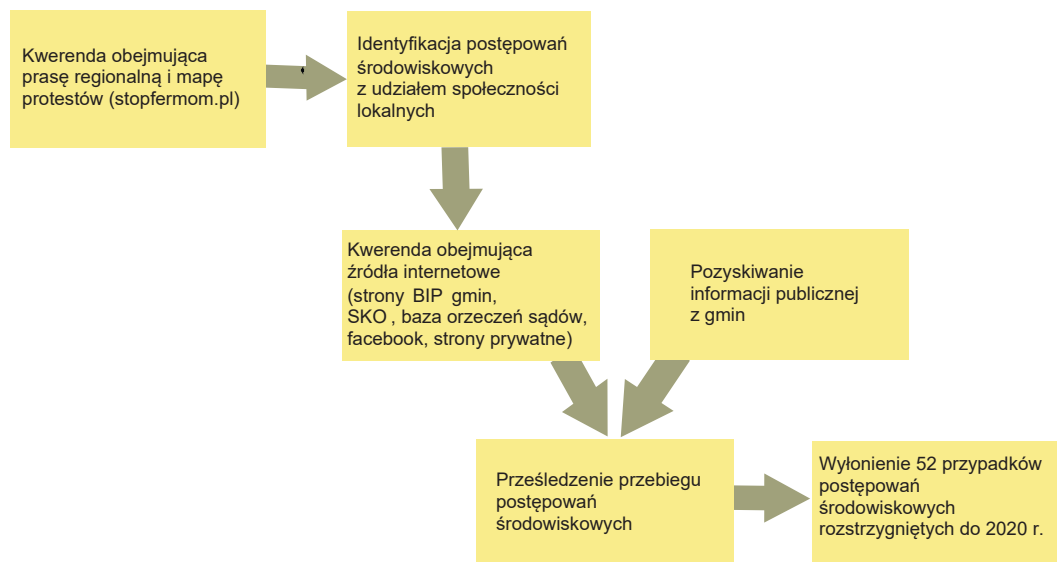 Kwerenda obejmująca
prasę regionalną i mapę
protestów (stopfermom.pl)
Identyfikacja postępowań
środowiskowych
z udziałem społeczności
lokalnych
Kwerenda obejmująca
źródła internetowe
(strony BIP gmin,
SKO , baza orzeczeń sądów,
facebook, strony prywatne)
Pozyskiwanie
informacji publicznej
z gmin
Prześledzenie przebiegu
postępowań
środowiskowych
Wyłonienie 52 przypadków
postępowań
środowiskowych
rozstrzygniętych do 2020 r.